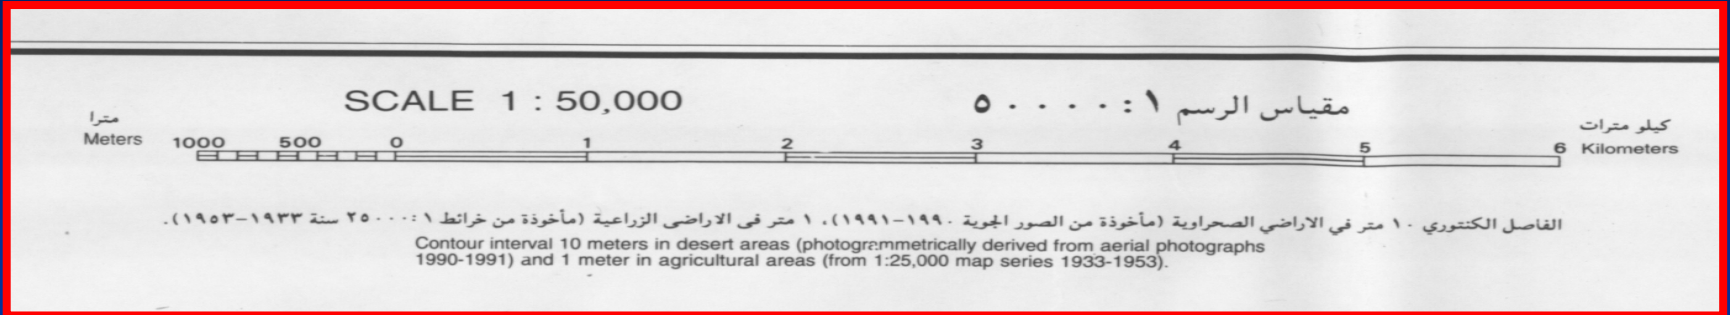 SCALE 1 : 50,000
مقياس الرسم ١ : ٥٠٠٠٠
مترا
Meters
1000 500 0 1 2 3 4 5 6
كيلو مترات
Kilometers
الفاصل الكنتوري ١٠ متر في الاراضي الصحراوية (مأخوذة من الصور الجوية ١٩٩٠-١٩٩١)، ١ متر فى الاراضى الزراعية (مأخوذة من خرائط ١:٢٥٠٠٠ سنة ١٩٣٣-١٩٥٣).
Contour interval 10 meters in desert areas (photogrammetrically derived from aerial photographs
1990-1991) and 1 meter in agricultural areas (from 1:25,000 map series 1933-1953).